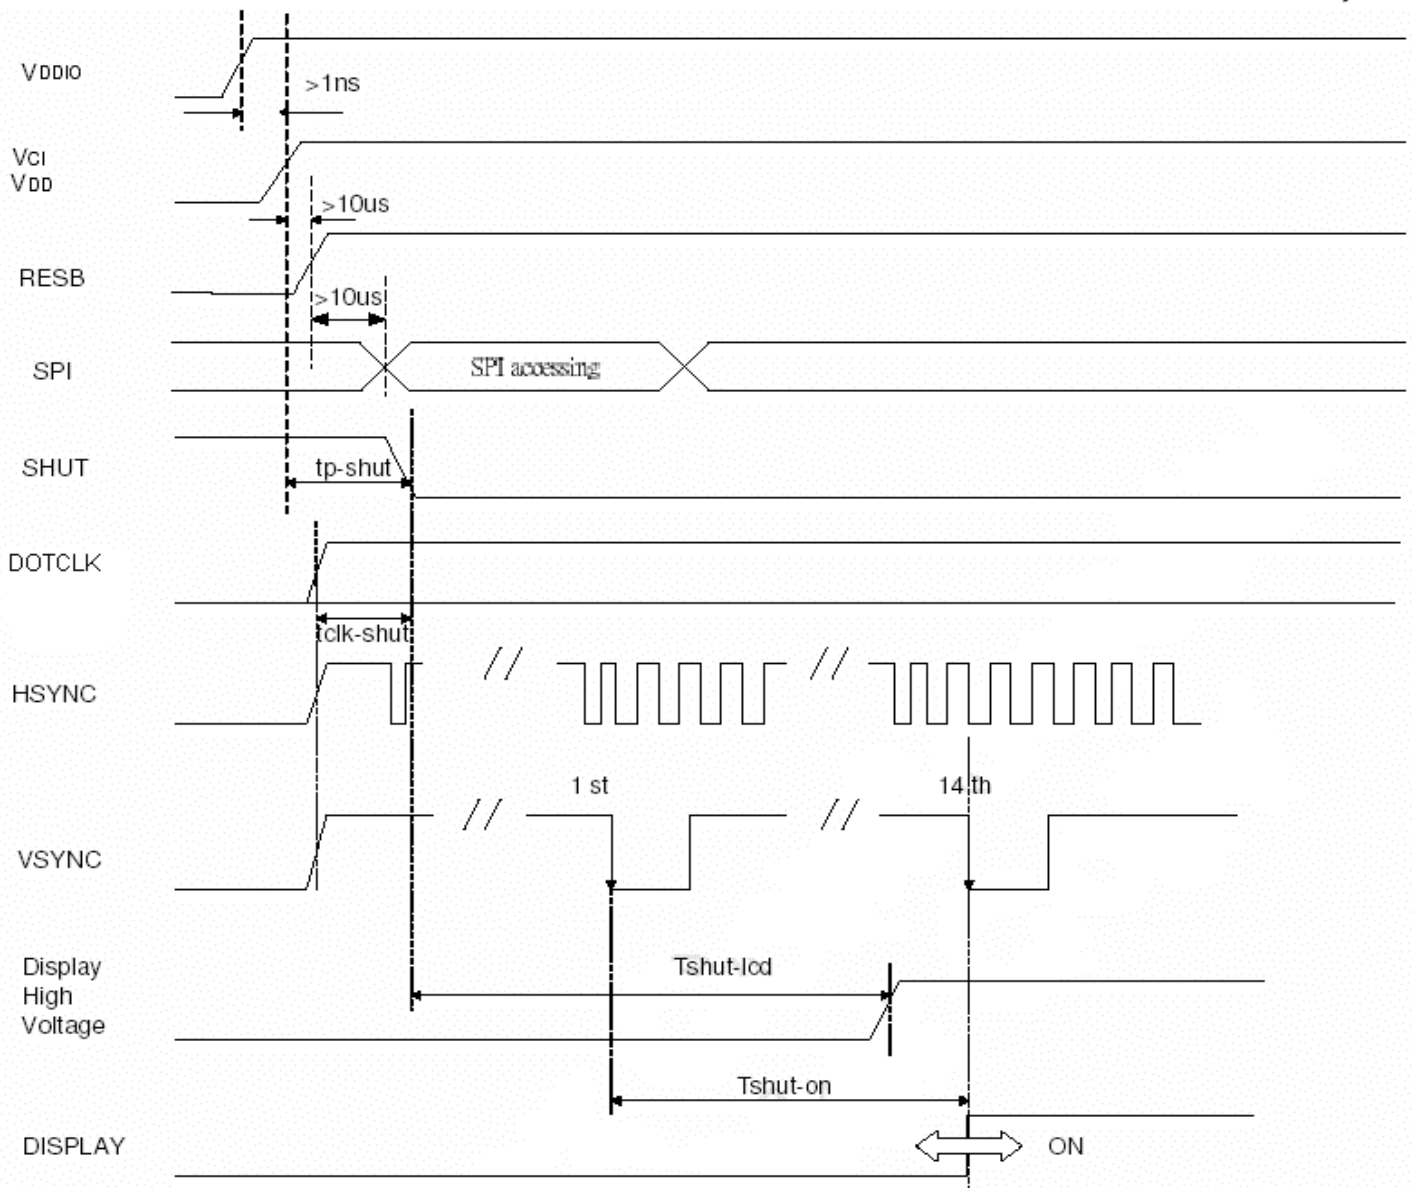 VDDIO
>1ns
VCI
VDD
>10us
RESB
>10us
SPI
SPI accessing
SHUT
tp-shut
DOTCLK
tclk-shut
HSYNC
1 st
14 th
VSYNC
Display
High
Voltage
Tshut-lcd
Tshut-on
DISPLAY
ON